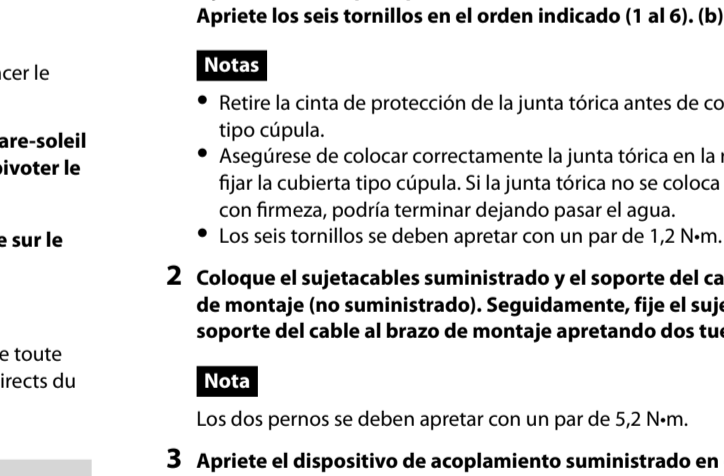 cer le
are-soleil
ivoter le
e sur le
e toute
irects du
Apriete los seis tornillos en el orden indicado (1 al 6). (b)
Notas
• Retire la cinta de protección de la junta tórica antes de co
tipo cúpula.
• Asegúrese de colocar correctamente la junta tórica en la
fijar la cubierta tipo cúpula. Si la junta tórica no se coloca
con firmeza, podría terminar dejando pasar el agua.
• Los seis tornillos se deben apretar con un par de 1,2 N•m.
2 Coloque el sujetacables suministrado y el soporte del ca
de montaje (no suministrado). Seguidamente, fije el suje
soporte del cable al brazo de montaje apretando dos tue
Nota
Los dos pernos se deben apretar con un par de 5,2 N•m.
3 Apriete el dispositivo de acoplamiento suministrado en